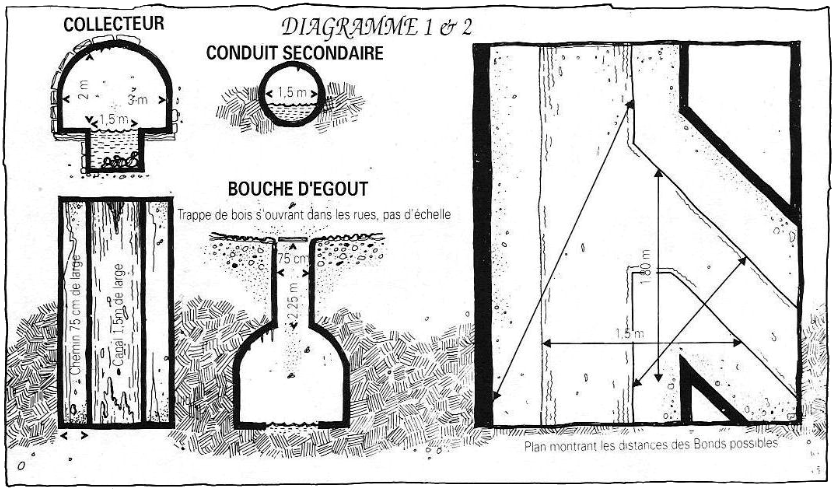 DIAGRAMME 1 & 2
COLLECTEUR
2 m
3 m
1,5 m
CONDUIT SECONDAIRE
1,5 m
BOUCHE D'EGOUT
Trappe de bois s'ouvrant dans les rues, pas d'échelle
75 cm
2.25 m
Chemin 75 cm de large
Canal 1,5m de large
1,80 m
1,5 m
Plan montrant les distances des Bonds possibles